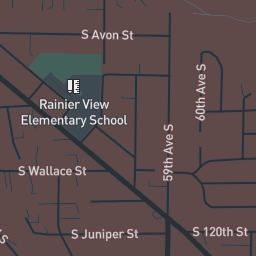 S Avon St
Rainier View
Elementary School
60th Ave S
59th Ave S
S Wallace St
S Juniper St
S 120th St